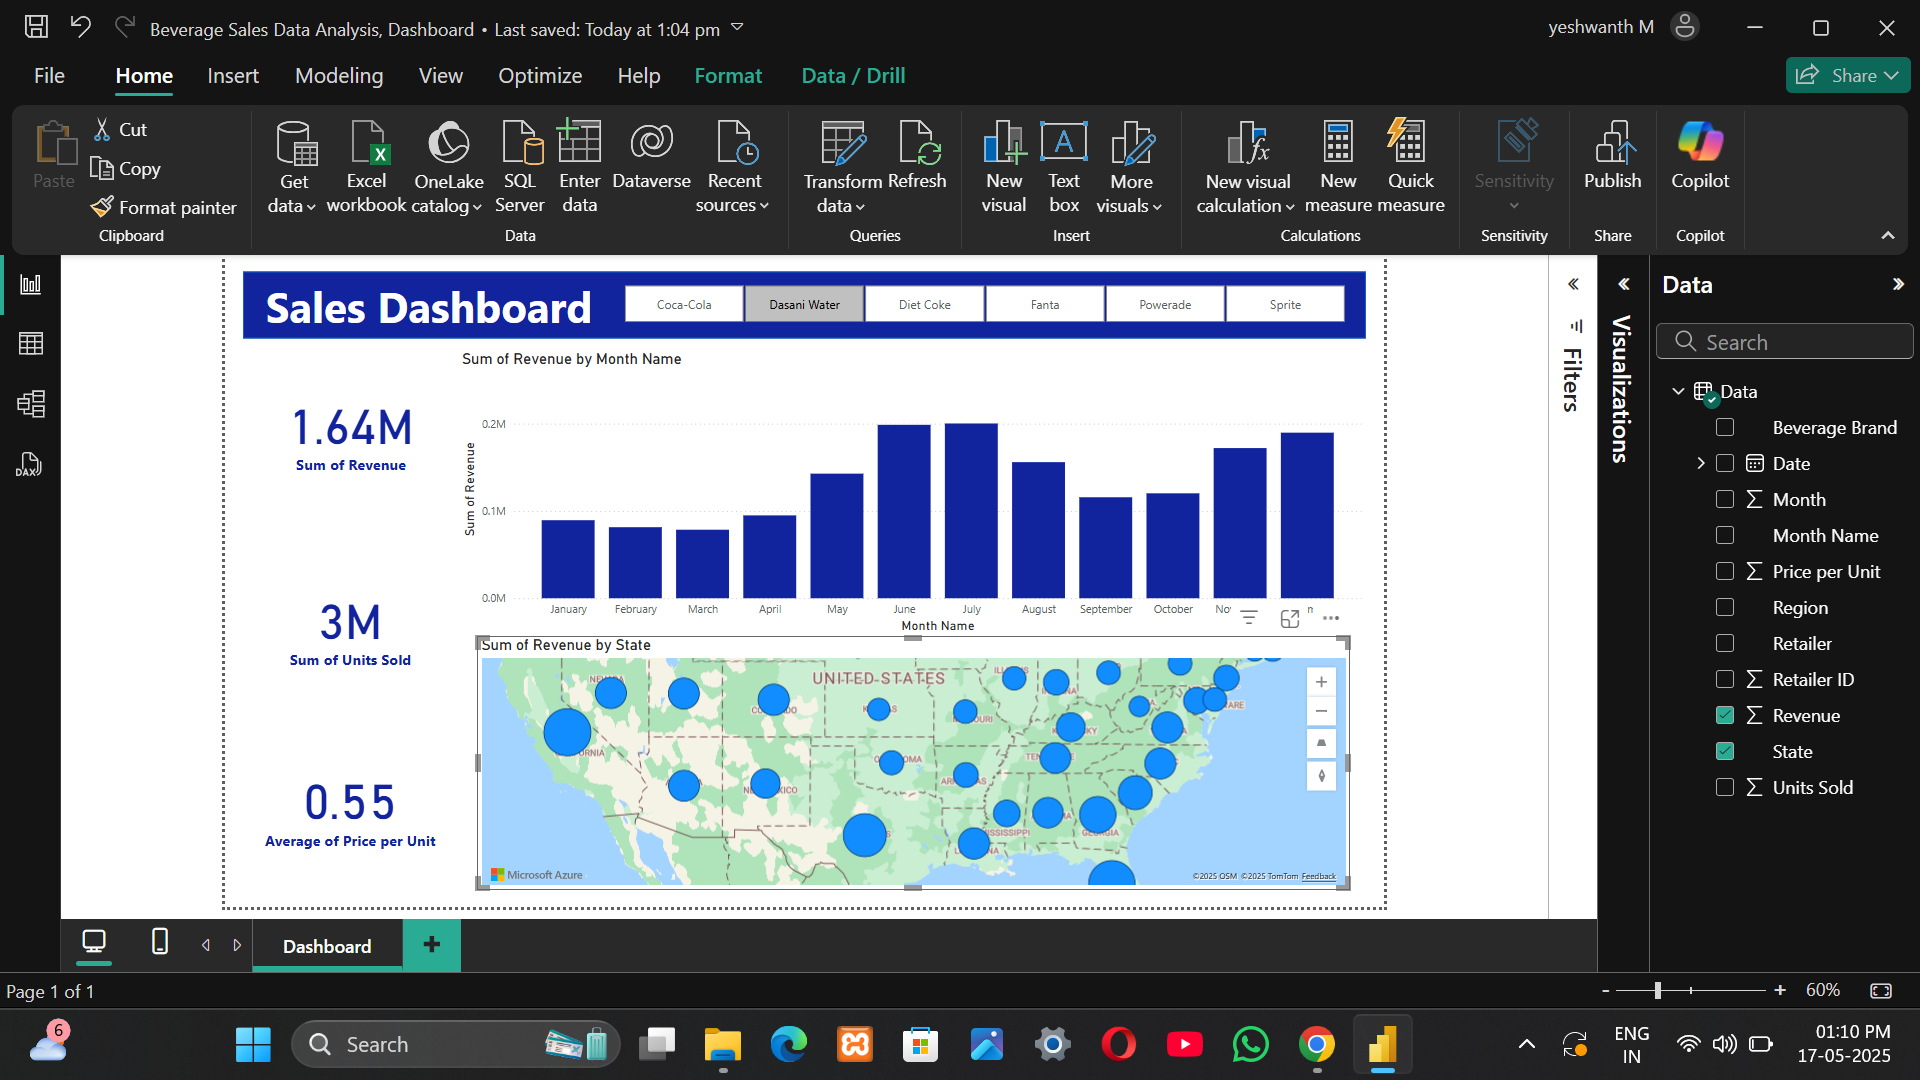 Beverage Sales Data Analysis, Dashboard • Last saved: Today at 1:04 pm
yeshwanth M
File
Home
Insert
Modeling
View
Optimize
Help
Format
Data / Drill
Share
Paste
Cut
Copy
Format painter
Clipboard
Get data
Excel workbook
OneLake catalog
SQL Server
Enter data
Dataverse
Recent sources
Data
Transform data
Refresh
Queries
New visual
Text box
More visuals
Insert
New visual calculation
New measure
Quick measure
Calculations
Sensitivity
Sensitivity
Publish
Share
Copilot
Copilot
Sales Dashboard
Coca-Cola
Dasani Water
Diet Coke
Fanta
Powerade
Sprite
Sum of Revenue by Month Name
1.64M
Sum of Revenue
3M
Sum of Units Sold
0.55
Average of Price per Unit
Sum of Revenue
0.2M
0.1M
0.0M
January
February
March
April
May
June
July
August
September
October
Month Name
Sum of Revenue by State
UNITED STATES
Microsoft Azure
©2025 OSM ©2025 TomTom Feedback
Filters
Visualizations
Data
Search
Data
Beverage Brand
Date
Month
Month Name
Price per Unit
Region
Retailer
Retailer ID
Revenue
State
Units Sold
DAX
Dashboard
Page 1 of 1
60%
6
Search
ENG
IN
01:10 PM
17-05-2025